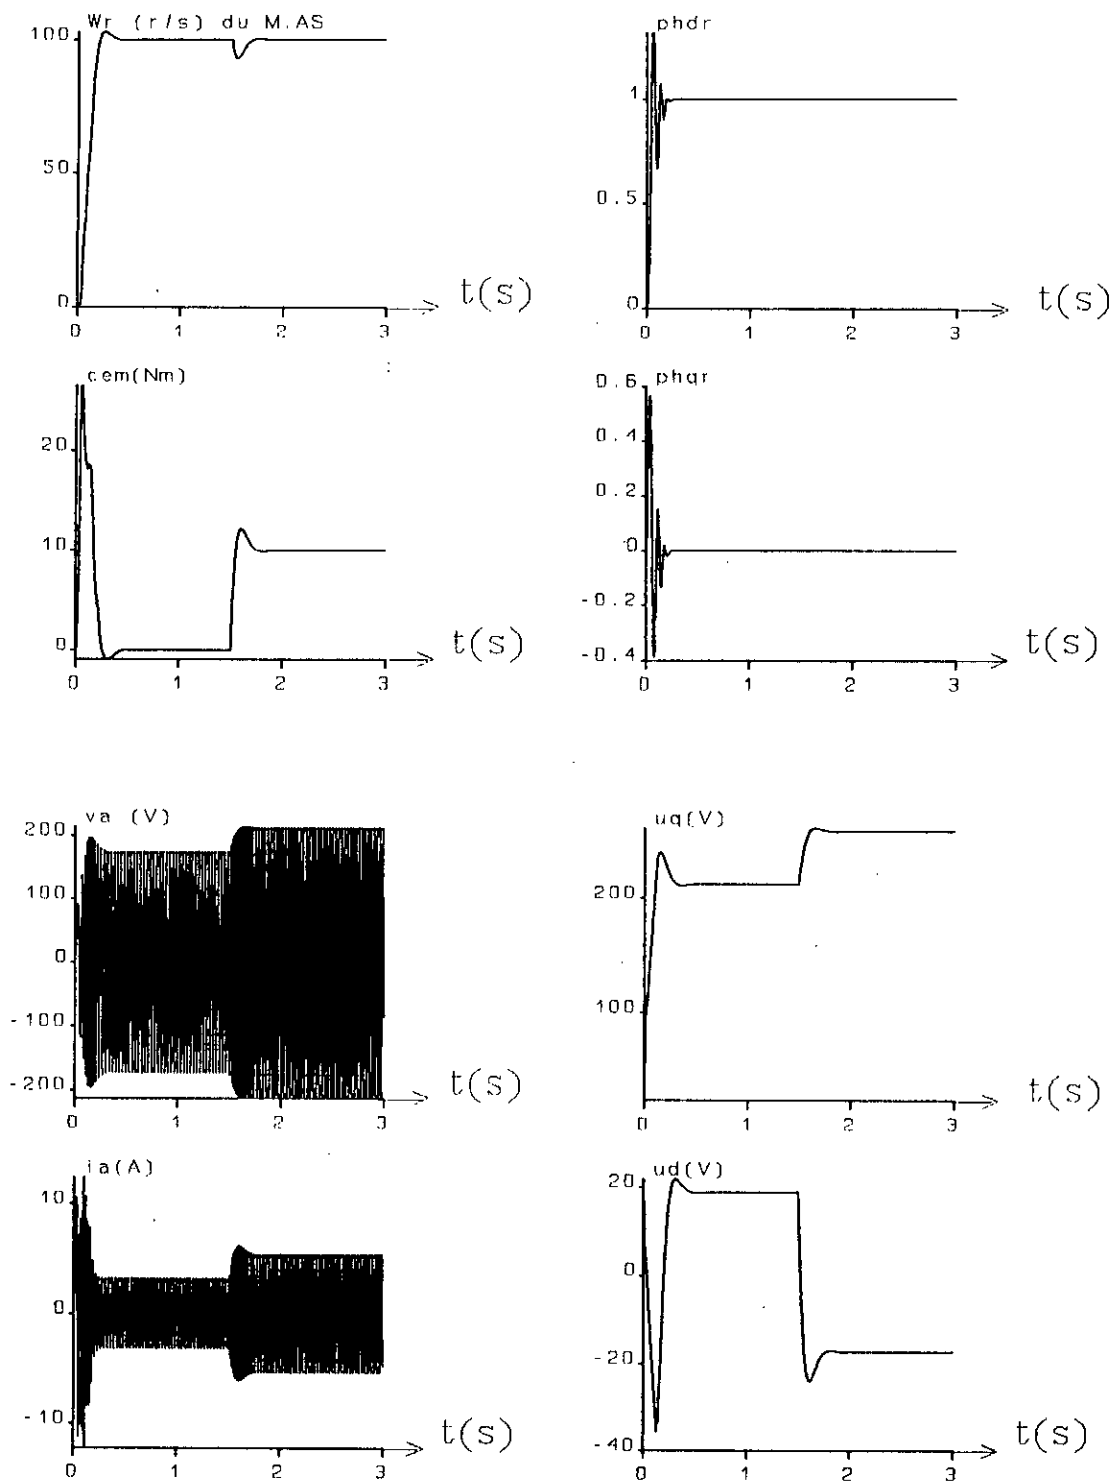 Wr (r/s) du M.AS
100
50
0
0 1 2 3
t(s)
phdr
1
0.5
0
0 1 2 3
t(s)
cem(Nm)
20
10
0
0 1 2 3
t(s)
phqr
0.6
0.4
0.2
0
-0.2
-0.4
0 1 2 3
t(s)
va (V)
200
100
0
-100
-200
0 1 2 3
t(s)
uq(V)
200
100
0 1 2 3
t(s)
ia(A)
10
0
-10
0 1 2 3
t(s)
ud(V)
20
0
-20
-40
0 1 2 3
t(s)